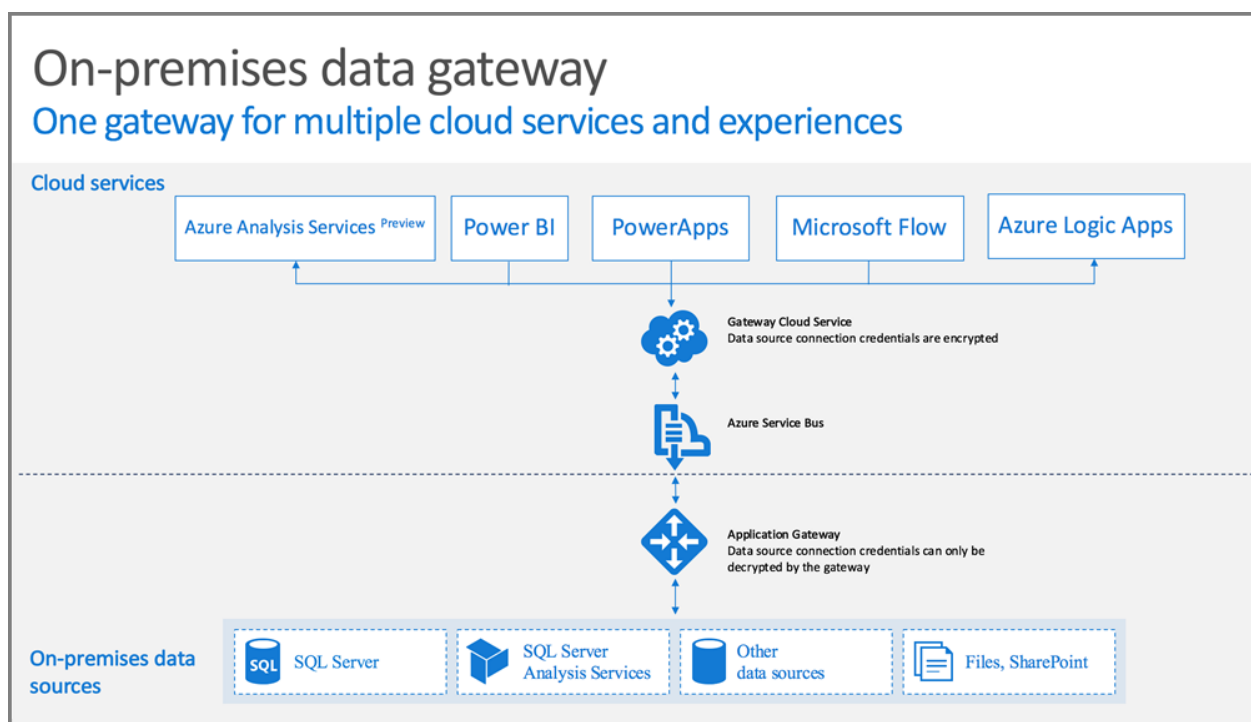 On-premises data gateway
One gateway for multiple cloud services and experiences
Cloud services
Azure Analysis Services Preview
Power BI
PowerApps
Microsoft Flow
Azure Logic Apps
Gateway Cloud Service
Data source connection credentials are encrypted
Azure Service Bus
Application Gateway
Data source connection credentials can only be
decrypted by the gateway
On-premises data
sources
SQL
SQL Server
SQL Server
Analysis Services
Other
data sources
Files, SharePoint